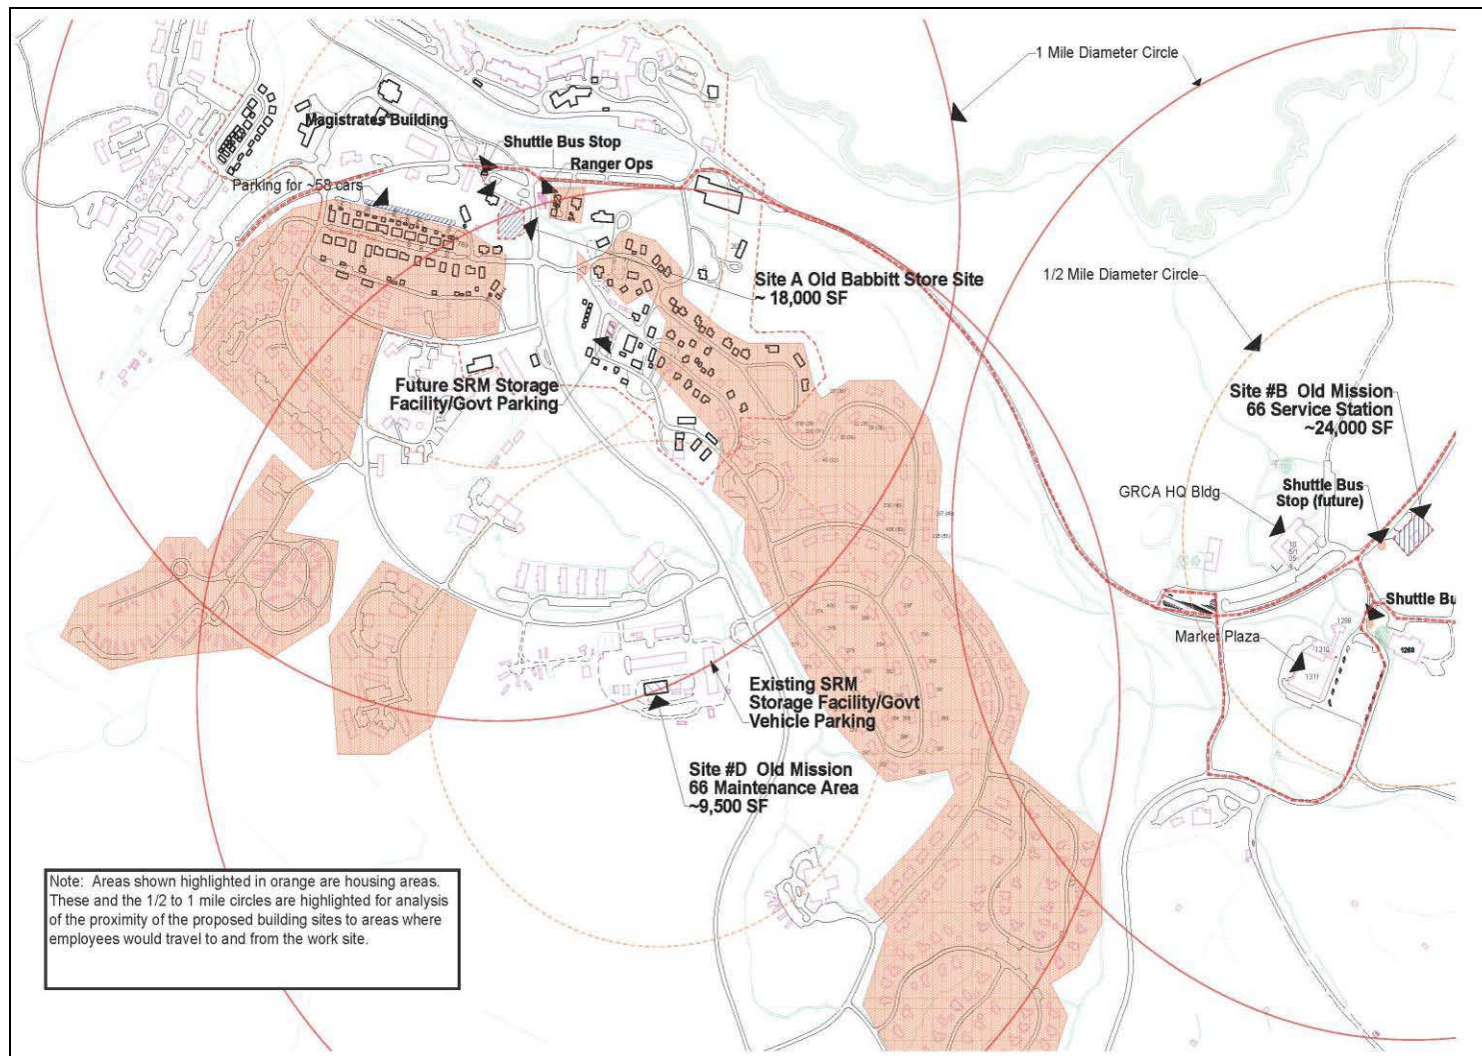 1 Mile Diameter Circle
Magistrates Building
Shuttle Bus Stop
Ranger Ops
Parking for ~58 cars
1/2 Mile Diameter Circle
Site A Old Babbitt Store Site
~ 18,000 SF
Future SRM Storage
Facility/Govt Parking
Site #B Old Mission
66 Service Station
~24,000 SF
GRCA HQ Bldg
Shuttle Bus
Stop (future)
Shuttle Bu
Market Plaza
1298
1310
1268
1311
Existing SRM
Storage Facility/Govt
Vehicle Parking
Site #D Old Mission
66 Maintenance Area
~9,500 SF
Note: Areas shown highlighted in orange are housing areas.
These and the 1/2 to 1 mile circles are highlighted for analysis
of the proximity of the proposed building sites to areas where
employees would travel to and from the work site.